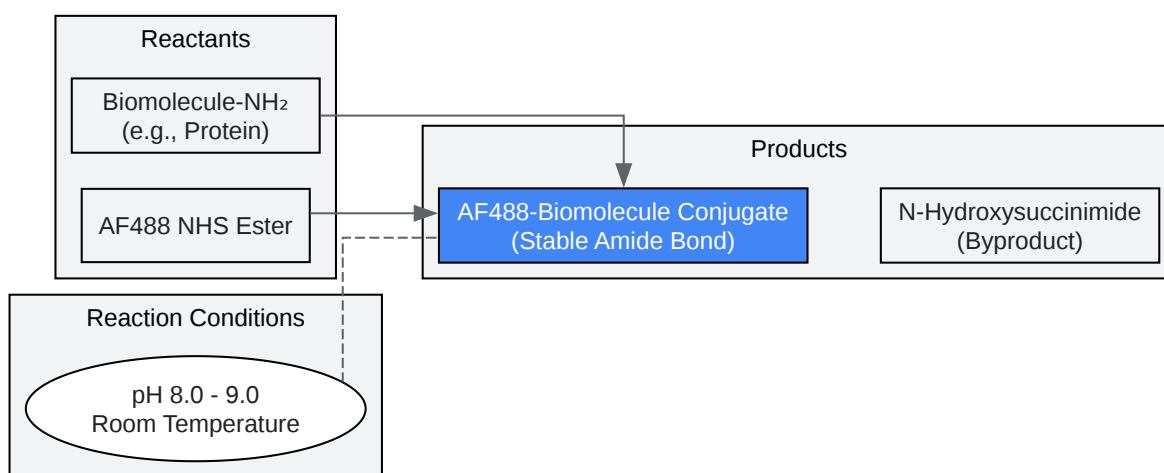 Reactants
Biomolecule-NH₂
(e.g., Protein)
AF488 NHS Ester
Products
AF488-Biomolecule Conjugate
(Stable Amide Bond)
N-Hydroxysuccinimide
(Byproduct)
Reaction Conditions
pH 8.0 - 9.0
Room Temperature